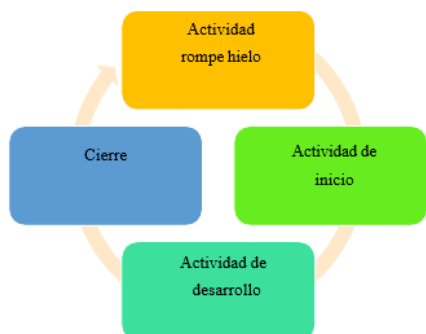 Actividad
rompe hielo
Actividad de
inicio
Actividad de
desarrollo
Cierre